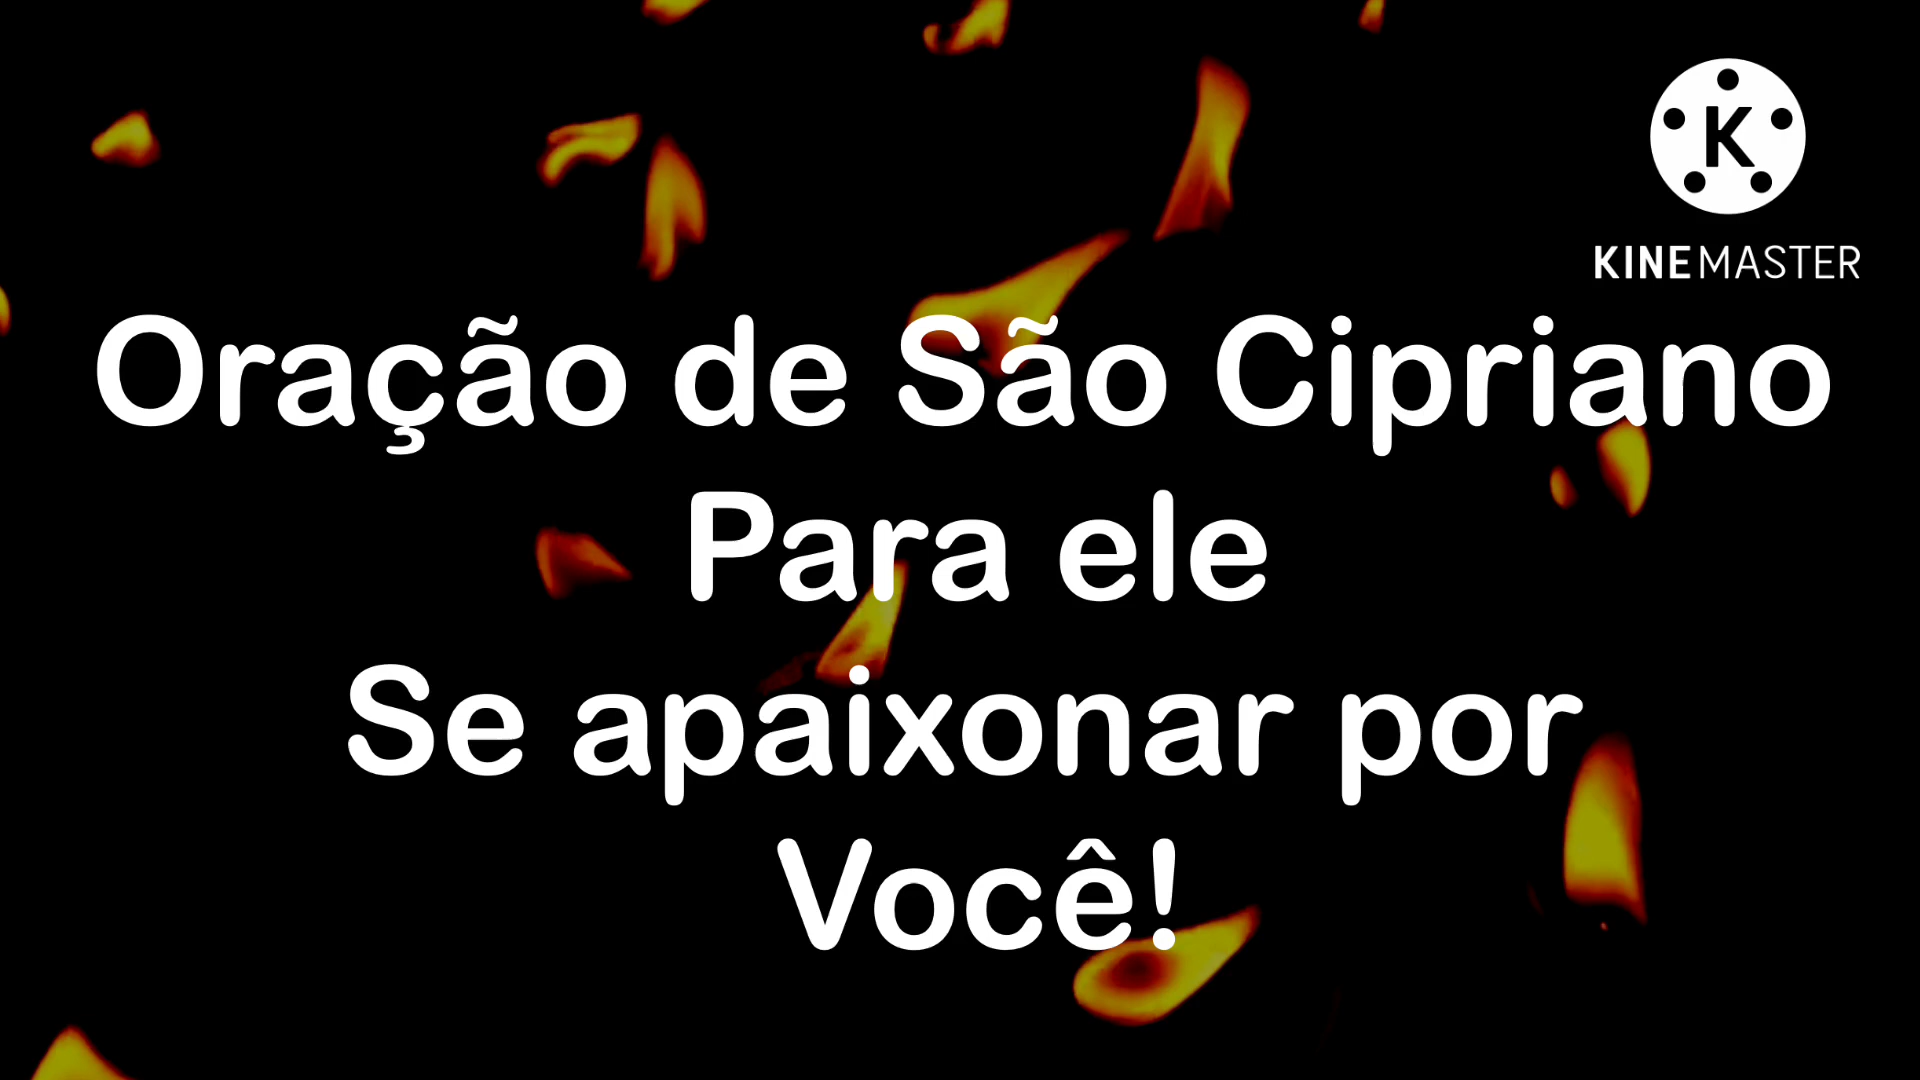 K
KINEMASTER
Oração de São Cipriano
Para ele
Se apaixonar por
Você!